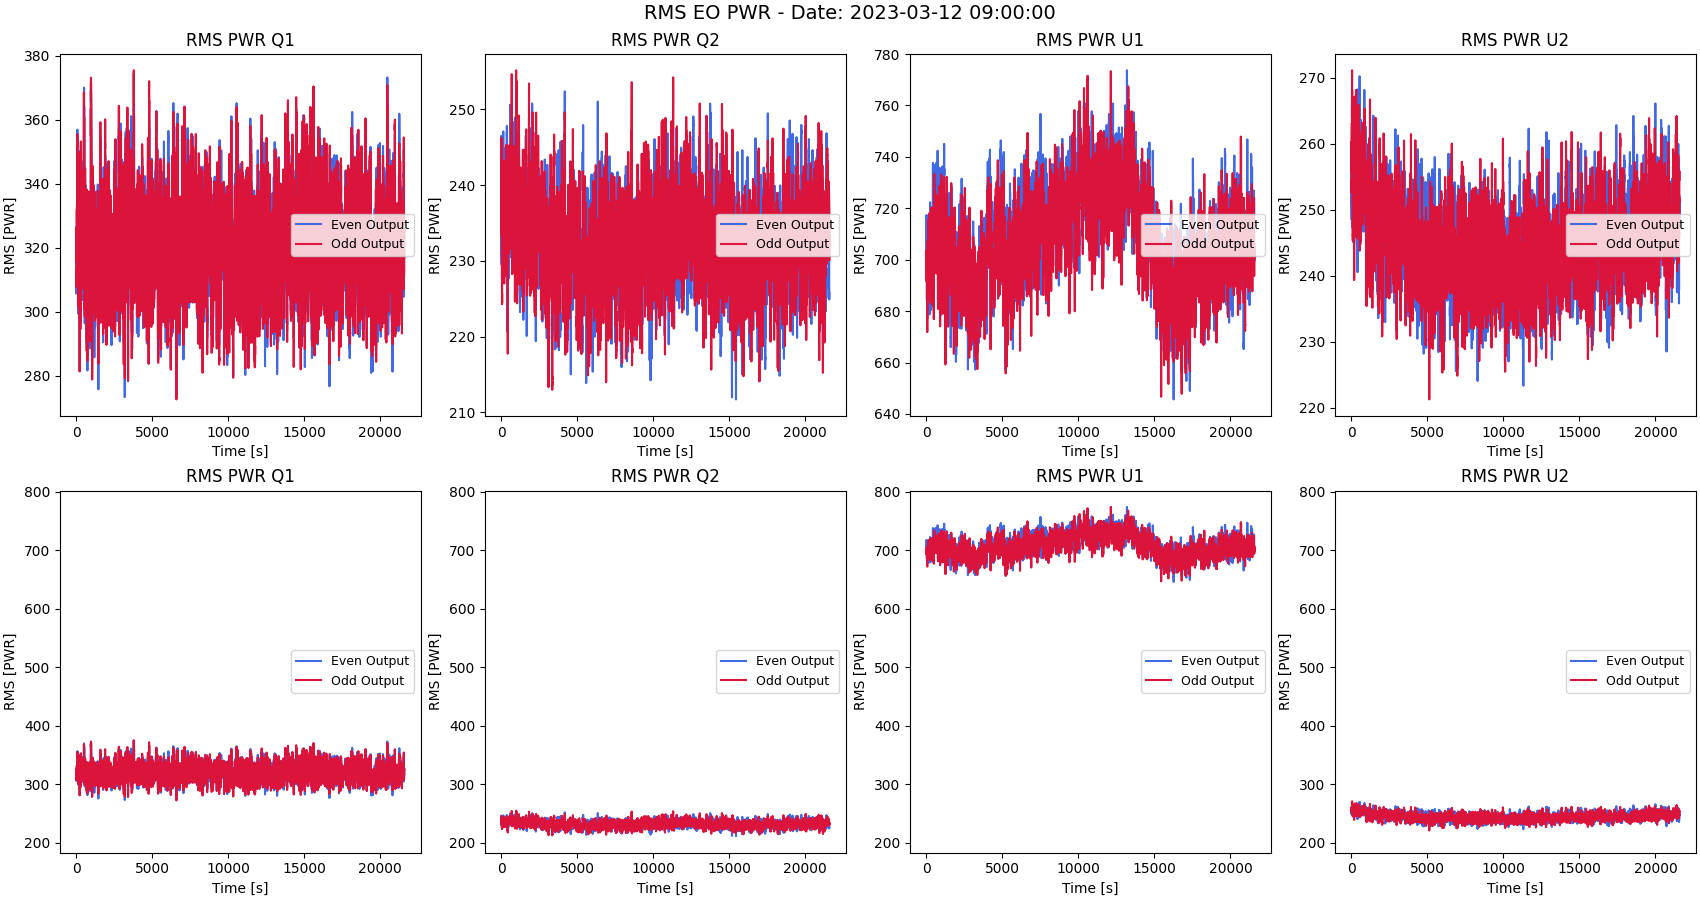 RMS EO PWR - Date: 2023-03-12 09:00:00
RMS PWR Q1
RMS [PWR]
380
360
340
320
300
280
0 5000 10000 15000 20000
Time [s]
Even Output
Odd Output
RMS PWR Q2
RMS [PWR]
250
240
230
220
210
0 5000 10000 15000 20000
Time [s]
Even Output
Odd Output
RMS PWR U1
RMS [PWR]
780
760
740
720
700
680
660
640
0 5000 10000 15000 20000
Time [s]
Even Output
Odd Output
RMS PWR U2
RMS [PWR]
270
260
250
240
230
220
0 5000 10000 15000 20000
Time [s]
Even Output
Odd Output
RMS PWR Q1
RMS [PWR]
800
700
600
500
400
300
200
0 5000 10000 15000 20000
Time [s]
Even Output
Odd Output
RMS PWR Q2
RMS [PWR]
800
700
600
500
400
300
200
0 5000 10000 15000 20000
Time [s]
Even Output
Odd Output
RMS PWR U1
RMS [PWR]
800
700
600
500
400
300
200
0 5000 10000 15000 20000
Time [s]
Even Output
Odd Output
RMS PWR U2
RMS [PWR]
800
700
600
500
400
300
200
0 5000 10000 15000 20000
Time [s]
Even Output
Odd Output